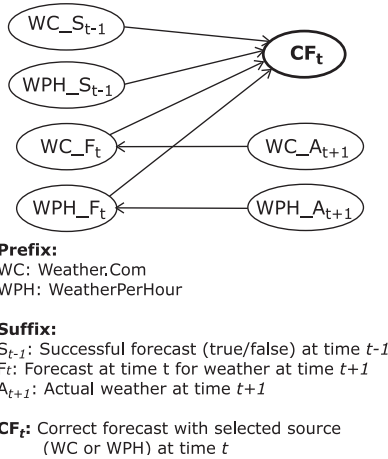 WC_S_t-1
CF_t
WPH_S_t-1
WC_F_t
WC_A_t+1
WPH_F_t
WPH_A_t+1
Prefix:
WC: Weather.Com
WPH: WeatherPerHour
Suffix:
S_t-1: Successful forecast (true/false) at time t-1
F_t: Forecast at time t for weather at time t+1
A_t+1: Actual weather at time t+1
CF_t: Correct forecast with selected source
(WC or WPH) at time t